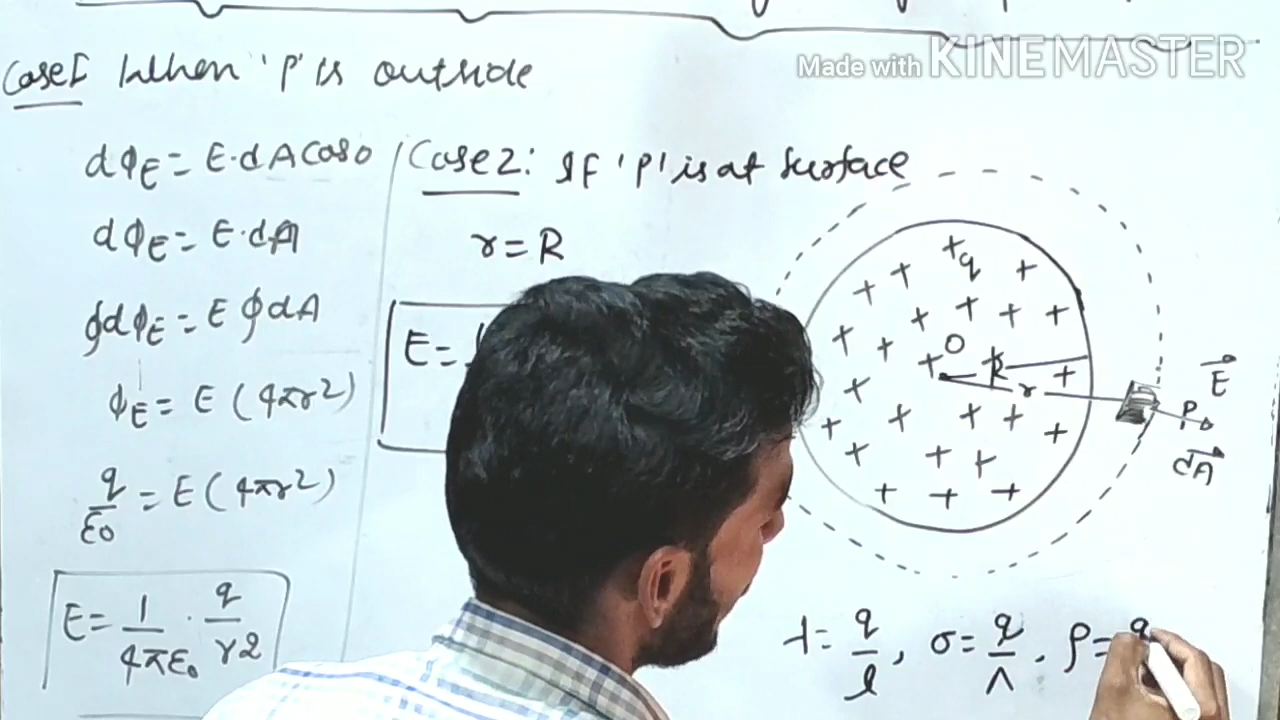 Made with KINEMASTER
Case I When 'P' is outside
dϕE = E·dA Cos0
dϕE = E·dA
∮dϕE = E ∮dA
ϕE = E (4πr2)
q/ε0 = E (4πr2)
E = 1/4πε0 · q/r2
Case 2: If 'P' is at Surface
r = R
E =
q
O
R
r
P
E⃗
dA⃗
λ = q/l, σ = q/A, ρ = q